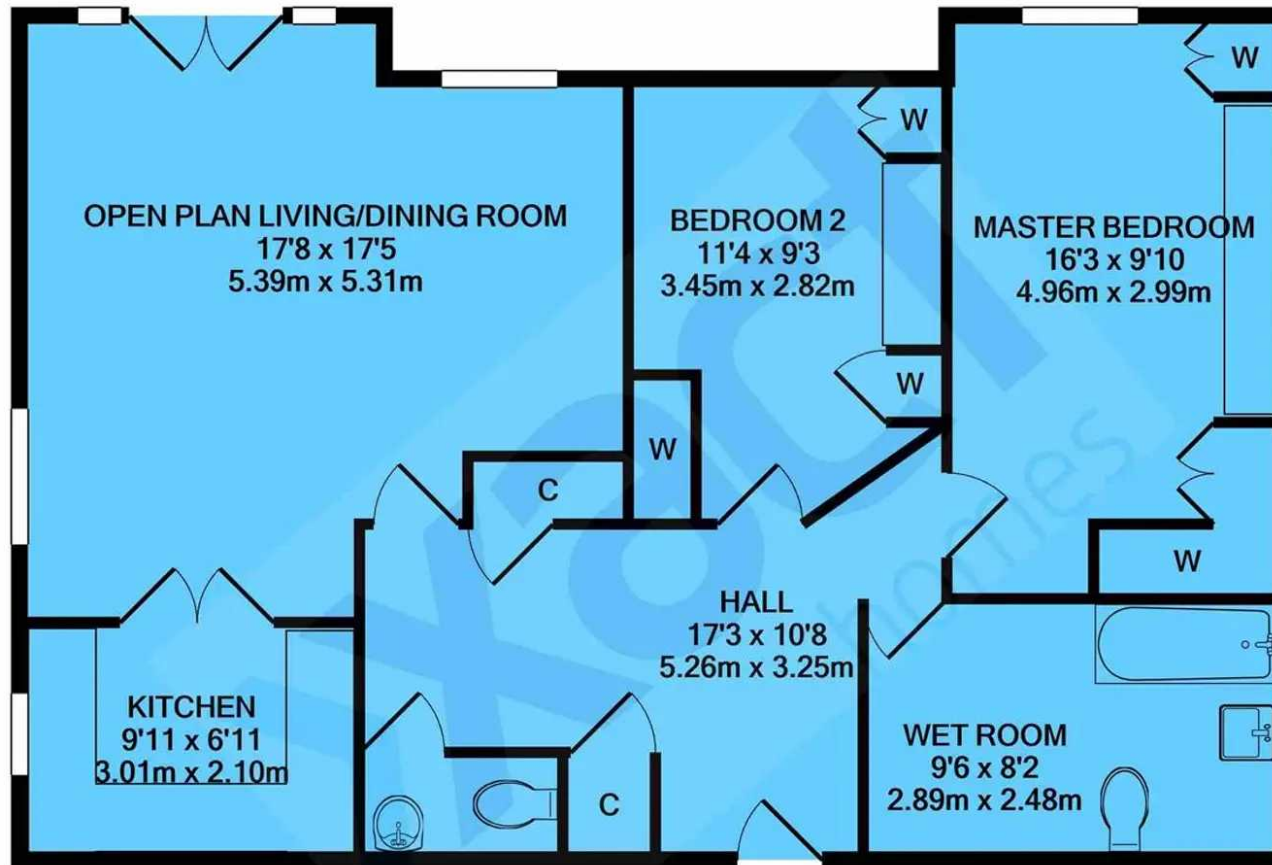 W
W
OPEN PLAN LIVING/DINING ROOM
17'8 x 17'5
5.39m x 5.31m
BEDROOM 2
11'4 x 9'3
3.45m x 2.82m
MASTER BEDROOM
16'3 x 9'10
4.96m x 2.99m
W
W
C
W
HALL
17'3 x 10'8
5.26m x 3.25m
KITCHEN
9'11 x 6'11
3.01m x 2.10m
WET ROOM
9'6 x 8'2
2.89m x 2.48m
C
xact
homes